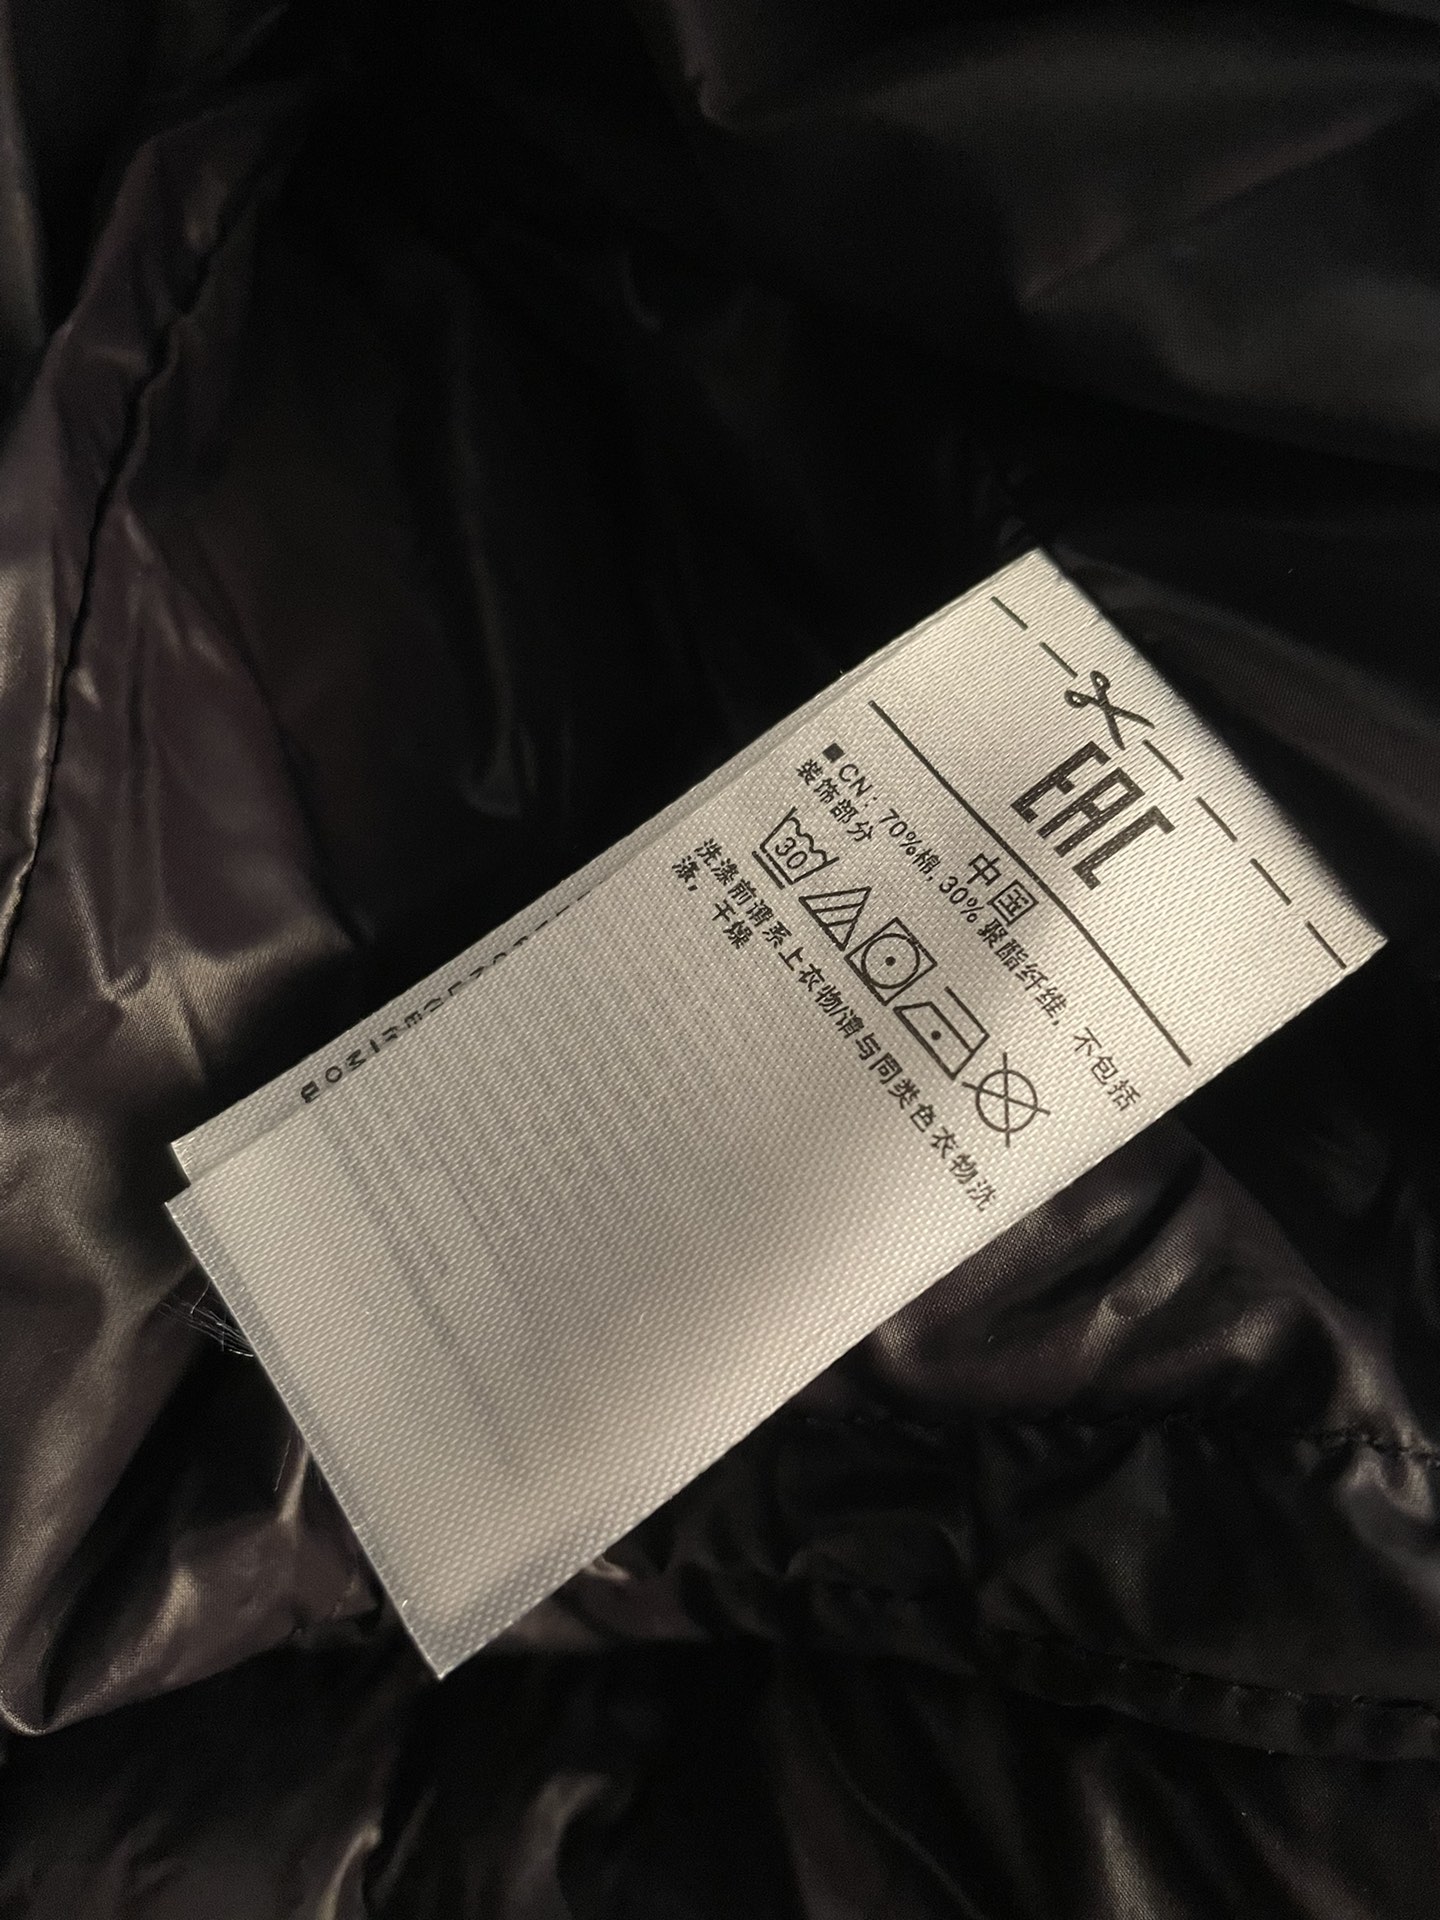 EAC
中国
CN: 70%棉, 30%聚酯纤维, 不包括
装饰部分
30
洗涤前请系上衣物/请与同类色衣物洗
涤, 干燥